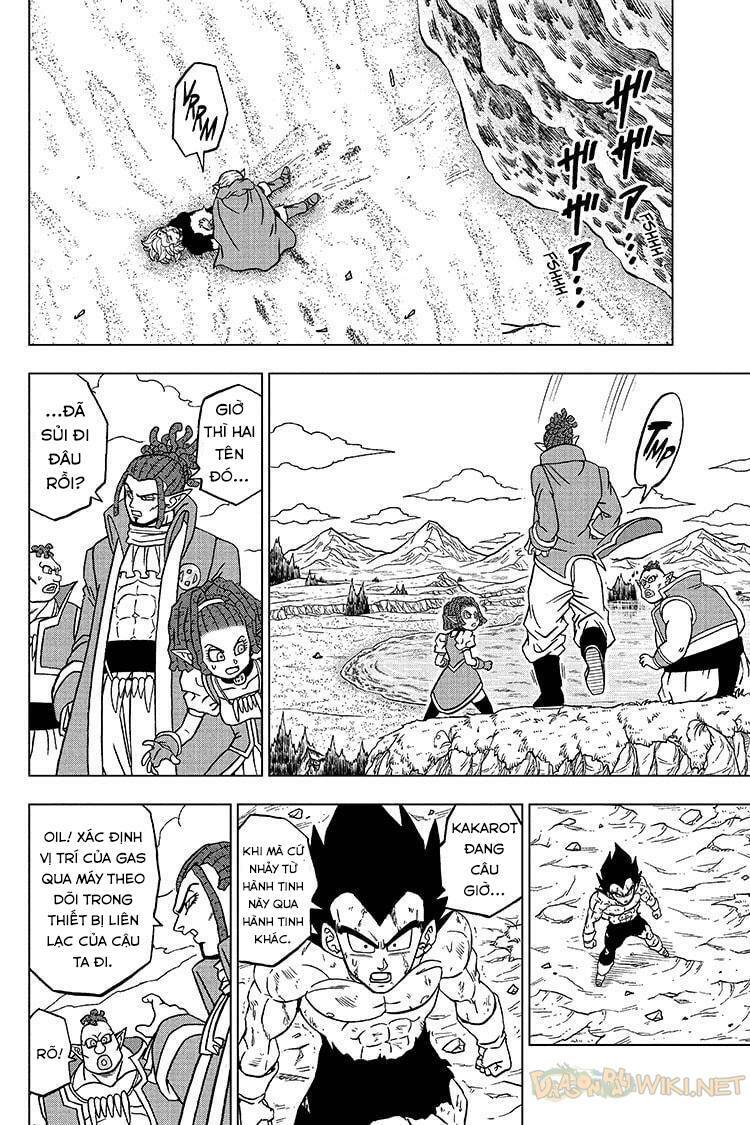 VRRM
ザザァァ…
FSHHH
ザザァァ…
FSHHH
TMP
GIỜ
THÌ HAI
TÊN
ĐÓ...
...ĐÃ
SỦI ĐI
ĐÂU
RỒI?
KAKAROT
ĐANG
CÂU
GIỜ...
KHI MÀ CỨ
NHẢY TỪ
HÀNH TINH
NÀY QUA
HÀNH TINH
KHÁC.
OIL! XÁC ĐỊNH
VỊ TRÍ CỦA GAS
QUA MÁY THEO
DÕI TRONG
THIẾT BỊ LIÊN
LẠC CỦA CẬU
TA ĐI.
RÕ!
DRAGONBALLWIKI.NET